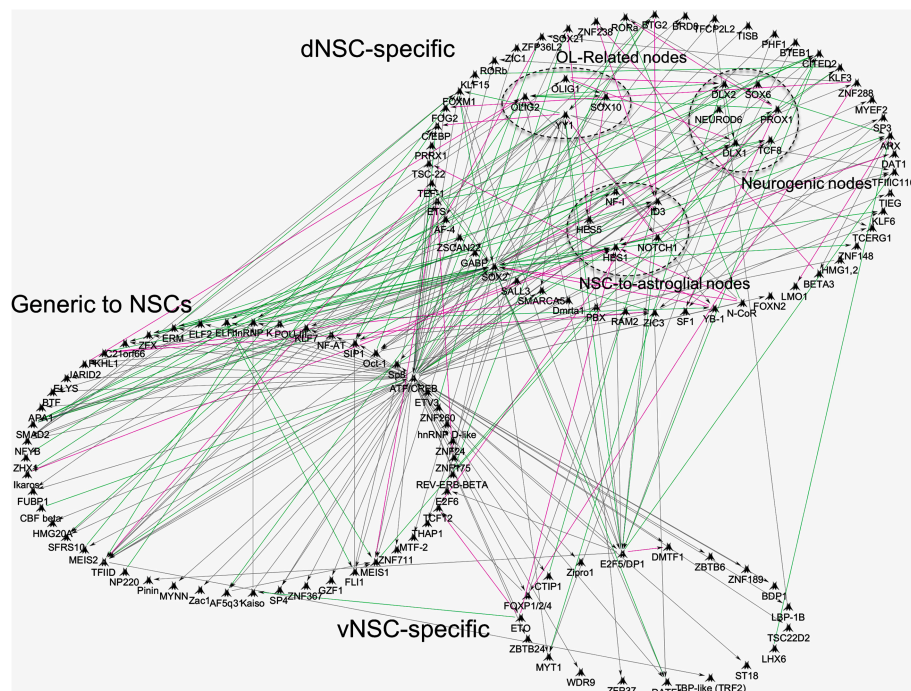 dNSC-specific
OL-Related nodes
Neurogenic nodes
NSC-to-astroglial nodes
Generic to NSCs
vNSC-specific
FOXM1
KLF15
RORb
ZIC1
ZFP36L2
SOX21
ZNF238
RORa
BTG2
BRD8
TFCP2L2
TISB
PHF1
BTEB1
CITED2
KLF3
ZNF288
MYEF2
SP3
ARX
DAT1
TFIIIC110
TIEG
KLF6
TCERG1
ZNF148
HMG1,2
BETA3
LMO1
FOXN2
N-CoR
YB-1
SF1
ZIC3
RAM2
PBX
Dmrta1
SMARCA5
SALL3
SOX2
GABP
ZSCAN22
AF-4
ETS
TEF-1
TSC-22
PRRX1
C/EBP
FOG2
OLIG1
OLIG2
SOX10
YY1
DLX2
SOX6
NEUROD6
PROX1
DLX1
TCF8
NF-I
ID3
HES5
NOTCH1
HES1
C21orf66
ZFX
ERM
ELF2
hnRNP K
KLF7
NF-AT
SIP1
Oct-1
Sp8
ATF/CREB
ETV3
ZNF260
hnRNP D-like
ZNF24
ZNF175
REV-ERB-BETA
E2F6
TCF12
THAP1
MTF-2
ZNF711
MEIS1
FLI1
GZF1
ZNF367
SP4
Kaiso
AF5q31
Zac1
MYNN
Pinin
NP220
TFIID
MEIS2
SFRS10
HMG20A
CBF beta
FUBP1
Ikaros
ZHX1
NFYB
SMAD2
APA1
BTF
ELYS
JARID2
CTIP1
Zipro1
E2F5/DP1
DMTF1
ZBTB6
ZNF189
BDP1
LBP-1B
TSC22D2
LHX6
ST18
TBP-like (TRF2)
WDR9
MYT1
ZBTB24
ETO
FOXP1/2/4